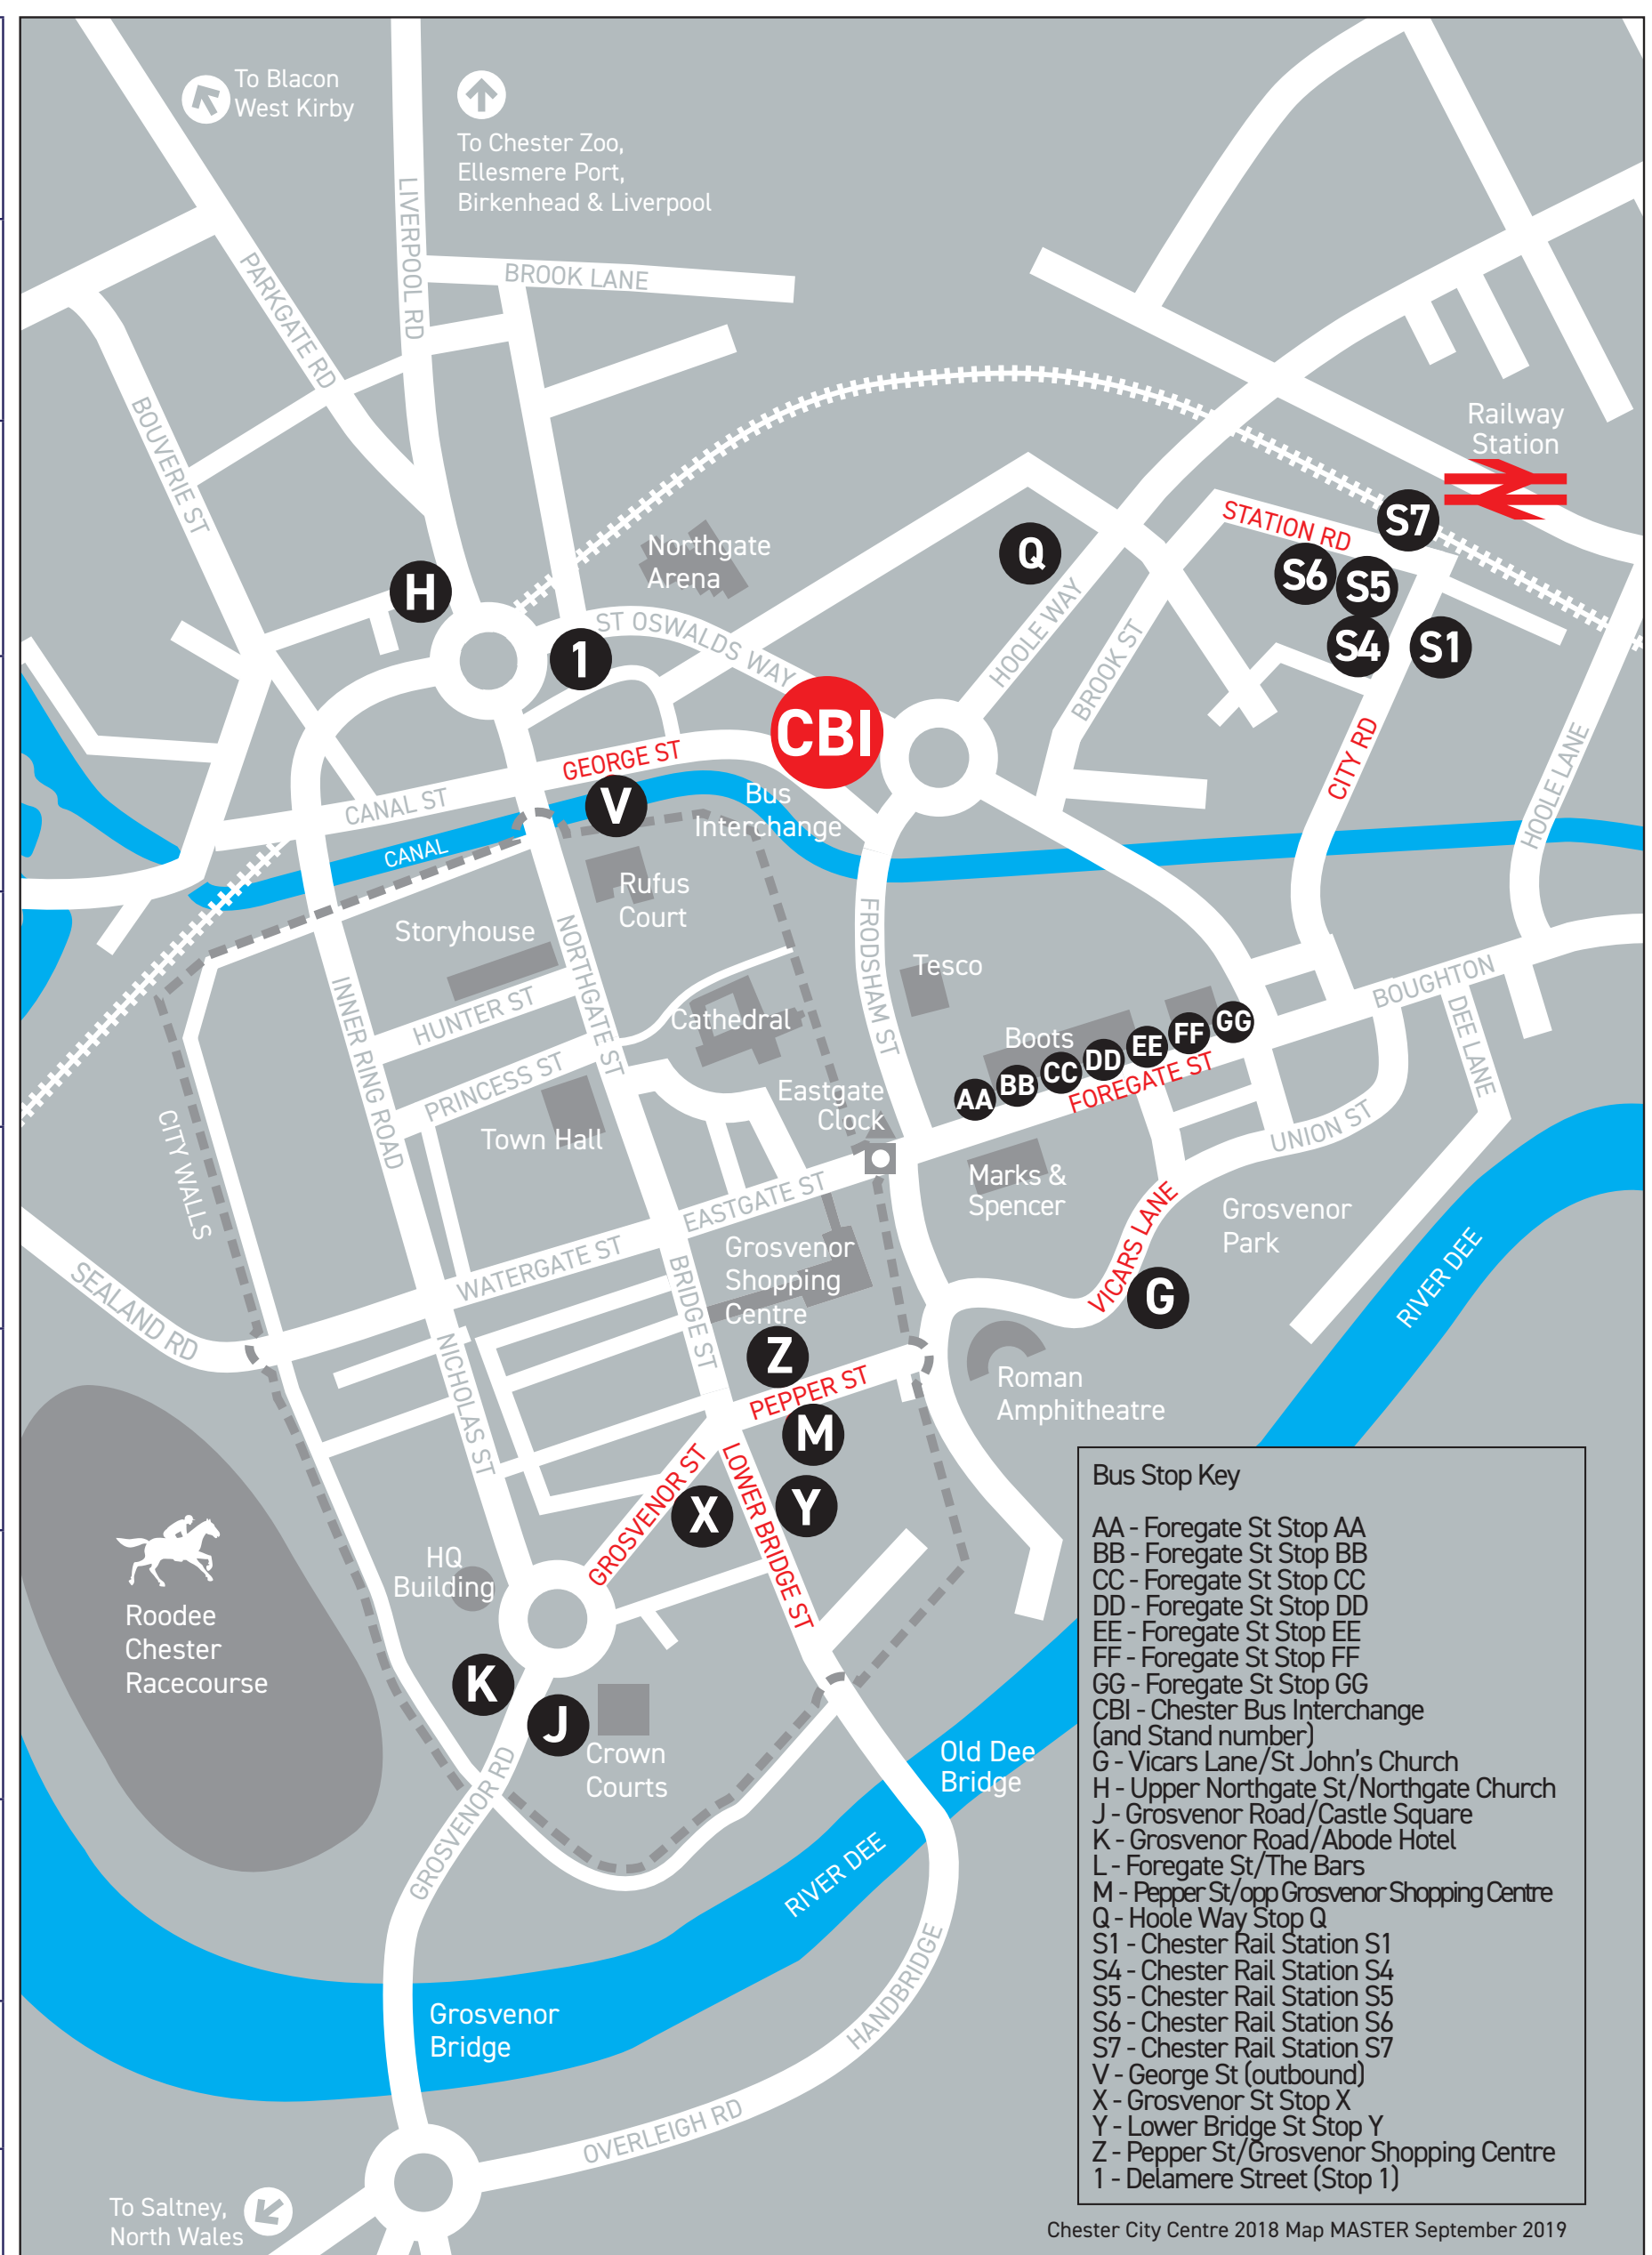 To Blacon
West Kirby
To Chester Zoo,
Ellesmere Port,
Birkenhead & Liverpool
LIVERPOOL RD
BROOK LANE
PARKGATE RD
BOUVERIE ST
Railway
Station
STATION RD
S7
S6
S5
S4
S1
Q
Northgate
Arena
H
1
ST OSWALDS WAY
HOOLE WAY
BROOK ST
CBI
GEORGE ST
CITY RD
HOOLE LANE
CANAL ST
V
Bus
Interchange
CANAL
Rufus
Court
Storyhouse
NORTHGATE ST
FRODSHAM ST
Tesco
BOUGHTON
DEE LANE
INNER RING ROAD
HUNTER ST
Cathedral
Boots
AA
BB
CC
DD
EE
FF
GG
FOREGATE ST
PRINCESS ST
Eastgate
Clock
CITY WALLS
Town Hall
UNION ST
Marks &
Spencer
EASTGATE ST
VICARS LANE
Grosvenor
Park
WATERGATE ST
Grosvenor
Shopping
Centre
BRIDGE ST
G
RIVER DEE
SEALAND RD
NICHOLAS ST
Z
PEPPER ST
Roman
Amphitheatre
M
GROSVENOR ST
LOWER BRIDGE ST
X
Y
HQ
Building
Roodee
Chester
Racecourse
K
J
Crown
Courts
Old Dee
Bridge
GROSVENOR RD
RIVER DEE
HANDBRIDGE
Grosvenor
Bridge
OVERLEIGH RD
To Saltney,
North Wales
Bus Stop Key
AA - Foregate St Stop AA
BB - Foregate St Stop BB
CC - Foregate St Stop CC
DD - Foregate St Stop DD
EE - Foregate St Stop EE
FF - Foregate St Stop FF
GG - Foregate St Stop GG
CBI - Chester Bus Interchange
(and Stand number)
G - Vicars Lane/St John's Church
H - Upper Northgate St/Northgate Church
J - Grosvenor Road/Castle Square
K - Grosvenor Road/Abode Hotel
L - Foregate St/The Bars
M - Pepper St/opp Grosvenor Shopping Centre
Q - Hoole Way Stop Q
S1 - Chester Rail Station S1
S4 - Chester Rail Station S4
S5 - Chester Rail Station S5
S6 - Chester Rail Station S6
S7 - Chester Rail Station S7
V - George St (outbound)
X - Grosvenor St Stop X
Y - Lower Bridge St Stop Y
Z - Pepper St/Grosvenor Shopping Centre
1 - Delamere Street (Stop 1)
Chester City Centre 2018 Map MASTER September 2019